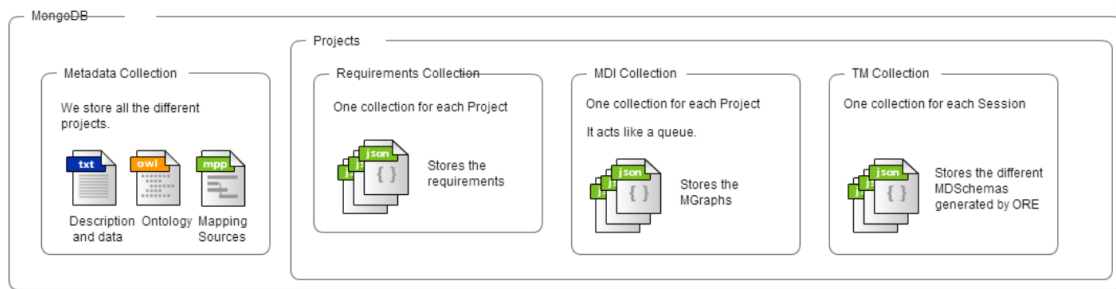 MongoDB
Projects
Metadata Collection
We store all the different
projects.
txt
owl
mpp
Description
and data
Ontology
Mapping
Sources
Requirements Collection
One collection for each Project
json
{ }
Stores the
requirements
MDI Collection
One collection for each Project
It acts like a queue.
json
{ }
Stores the
MGraphs
TM Collection
One collection for each Session
json
{ }
Stores the different
MDSchemas
generated by ORE